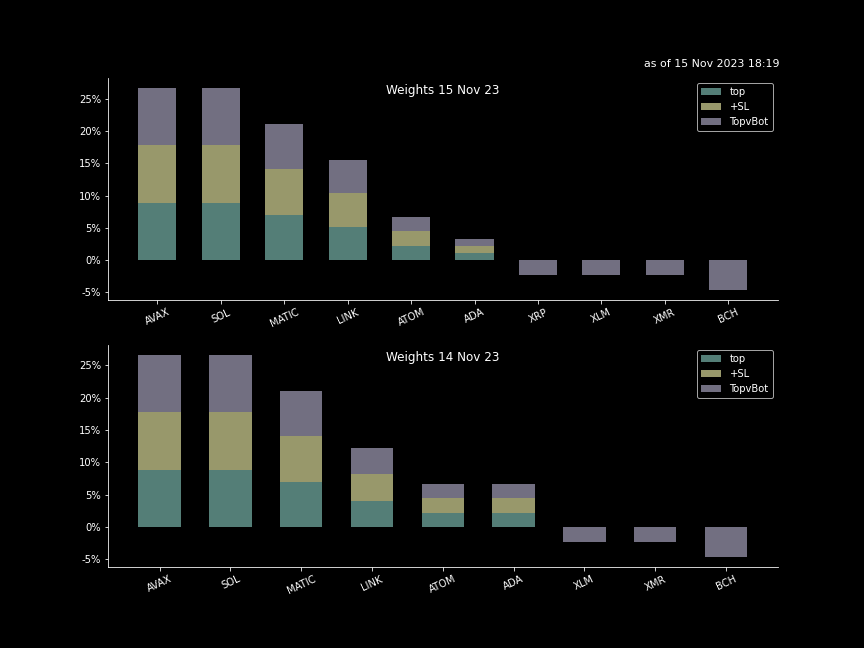 as of 15 Nov 2023 18:19
Weights 15 Nov 23
top
+SL
TopvBot
25%
20%
15%
10%
5%
0%
-5%
AVAX SOL MATIC LINK ATOM ADA XRP XLM XMR BCH
Weights 14 Nov 23
top
+SL
TopvBot
25%
20%
15%
10%
5%
0%
-5%
AVAX SOL MATIC LINK ATOM ADA XLM XMR BCH